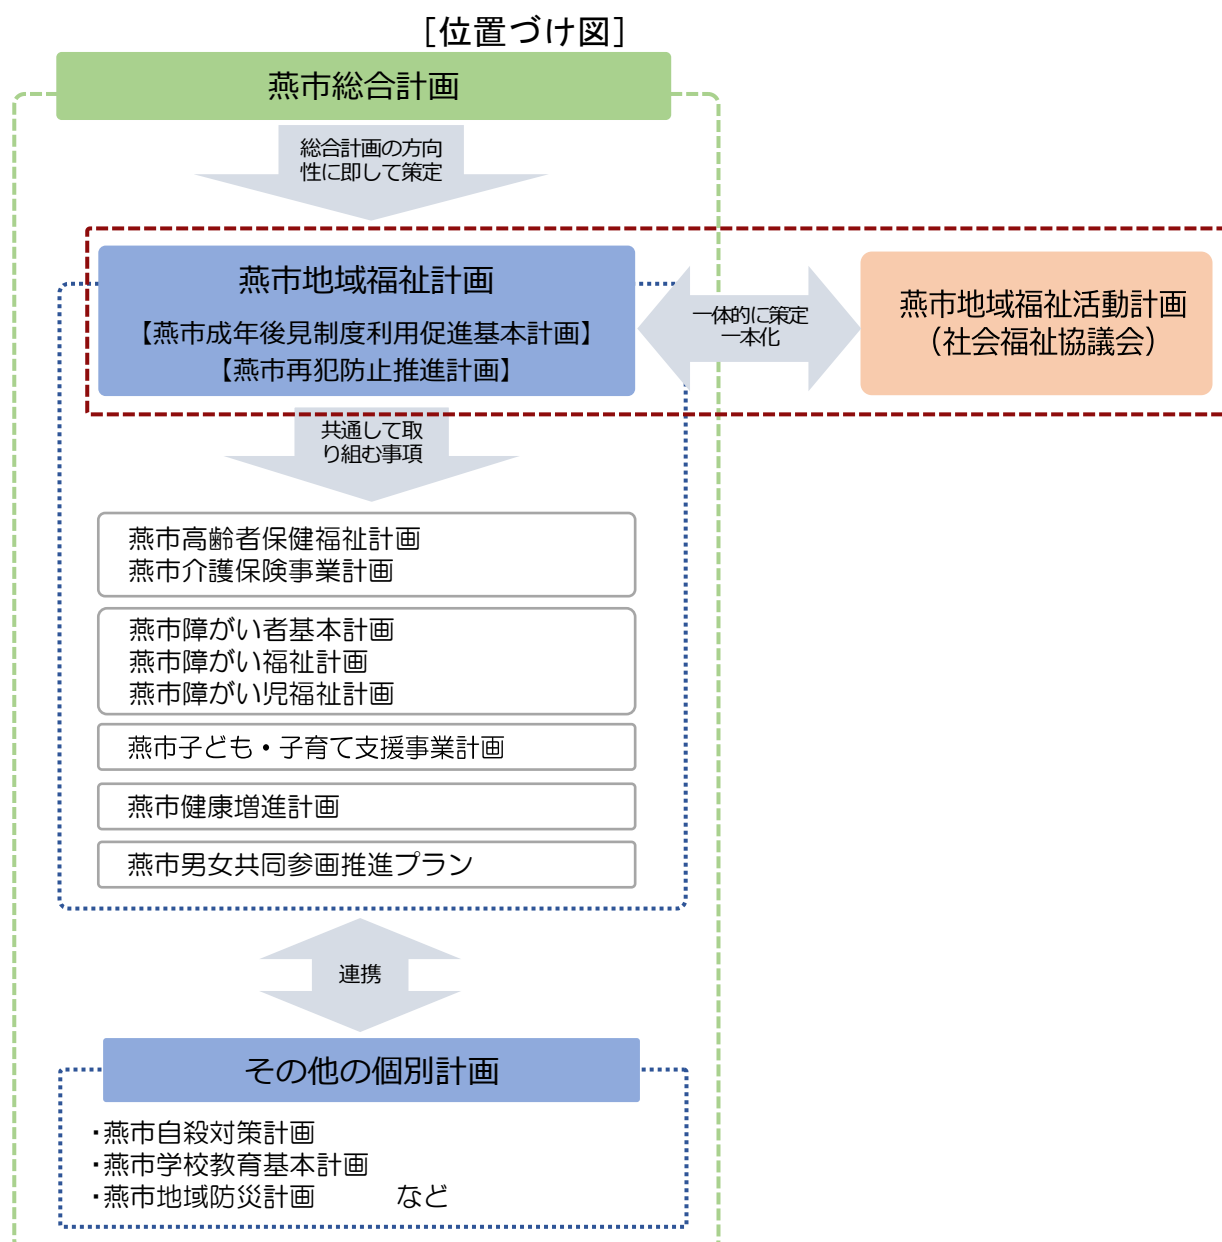 ［位置づけ図］
燕市総合計画
総合計画の方向
性に即して策定
燕市地域福祉計画
【燕市成年後見制度利用促進基本計画】
【燕市再犯防止推進計画】
一体的に策定
一本化
燕市地域福祉活動計画
（社会福祉協議会）
共通して取
り組む事項
燕市高齢者保健福祉計画
燕市介護保険事業計画
燕市障がい者基本計画
燕市障がい福祉計画
燕市障がい児福祉計画
燕市子ども・子育て支援事業計画
燕市健康増進計画
燕市男女共同参画推進プラン
連携
その他の個別計画
・燕市自殺対策計画
・燕市学校教育基本計画
・燕市地域防災計画　　　など